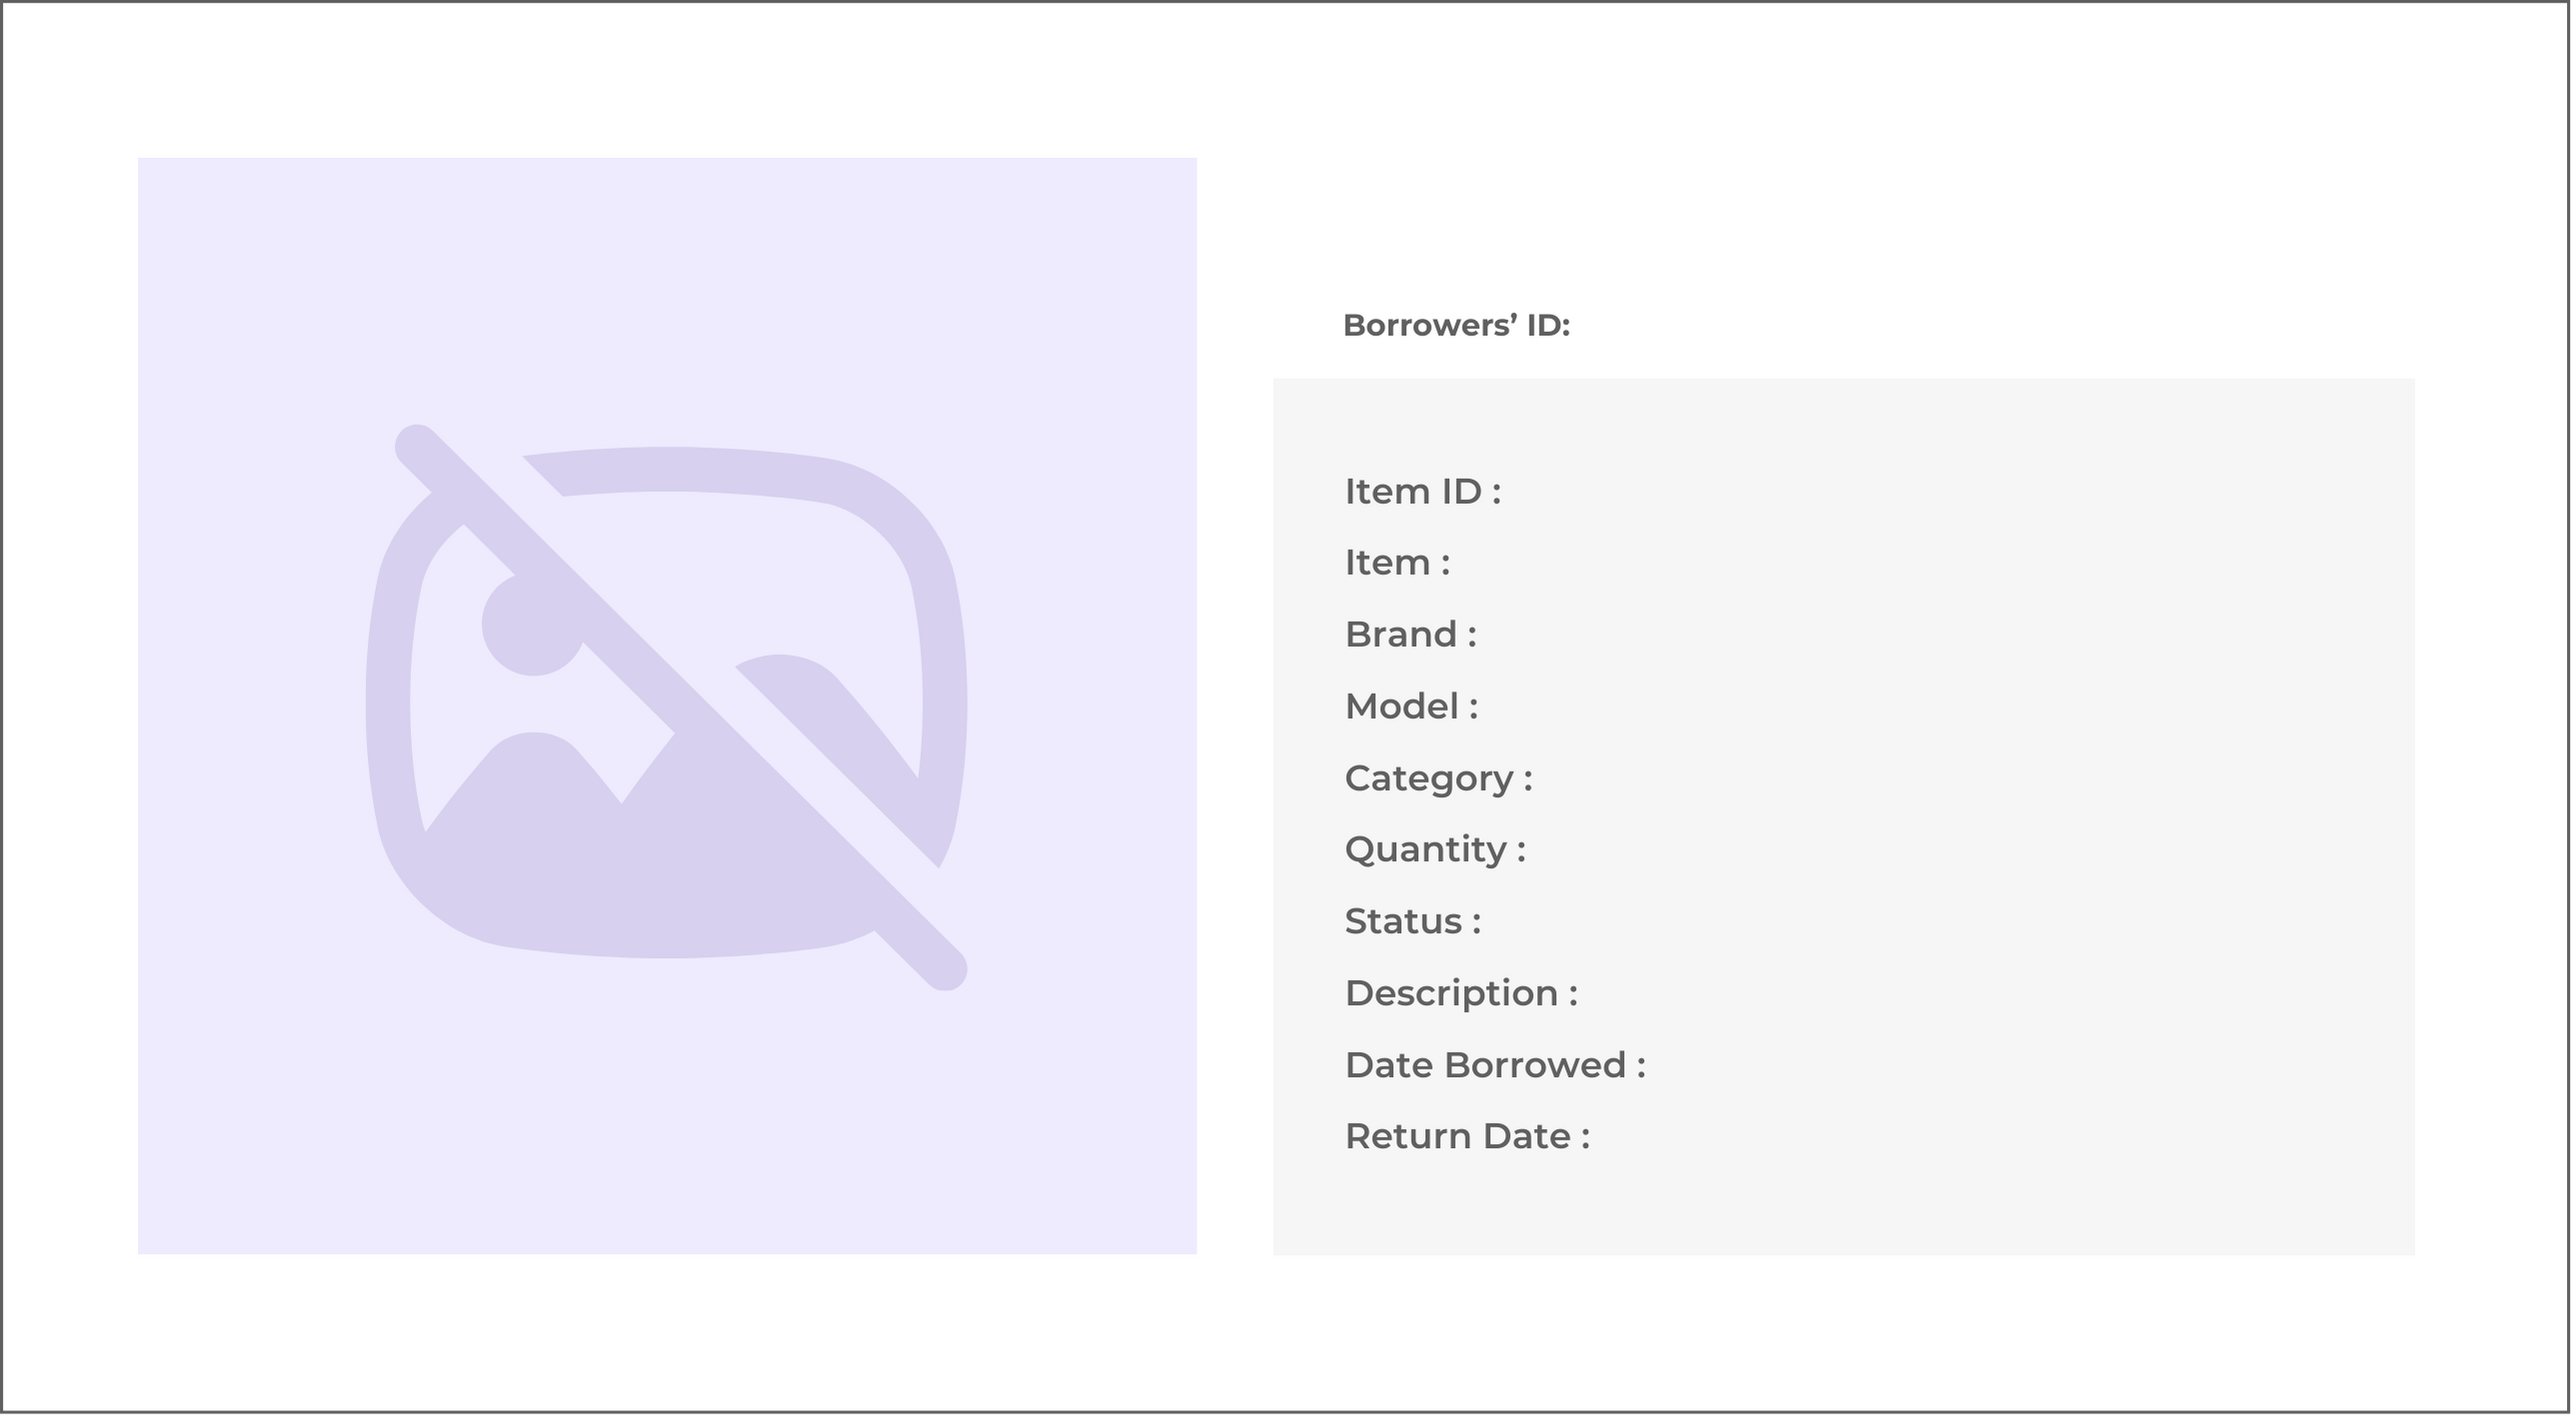 Borrowers’ ID:
Item ID :
Item :
Brand :
Model :
Category :
Quantity :
Status :
Description :
Date Borrowed :
Return Date :